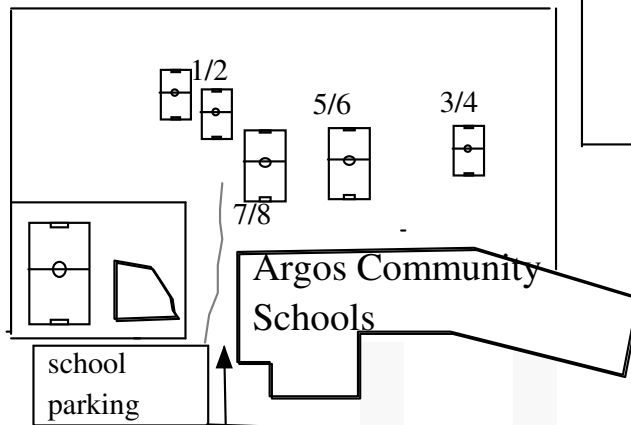 1/2
5/6
3/4
7/8
Argos Community
Schools
school
parking